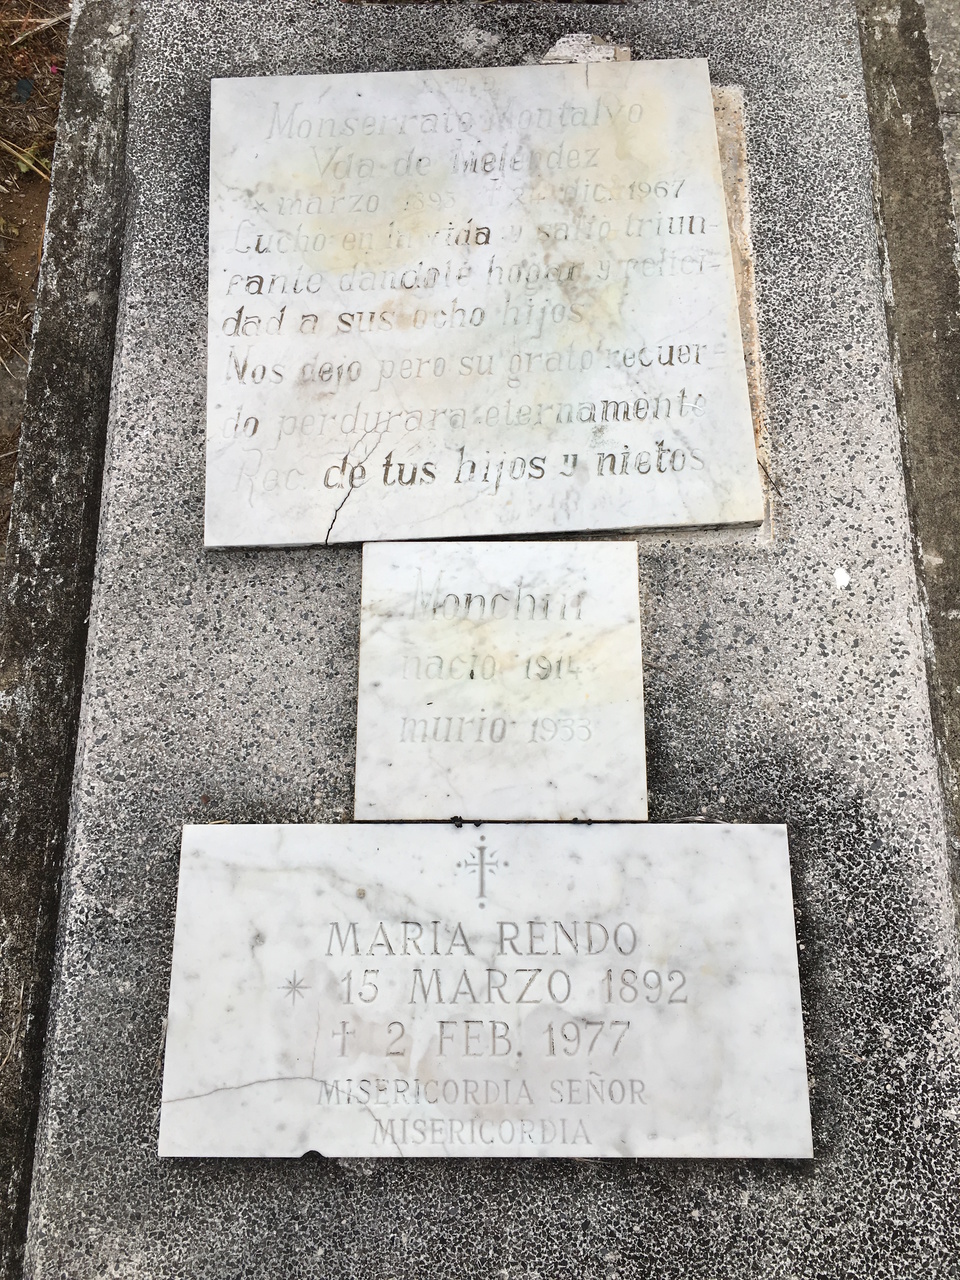 Monserrate Montalvo
Vda de Melendez
* marzo 1893 † 24 dic. 1967
Lucho en la vida y salio triun-
fante dandole hogar y
dad a sus ocho hijos
Nos dejo pero su grato recuer-
do perdurara eternamente
Rec de tus hijos y nietos
Monchin
nacio 1914
murio 1933
MARIA RENDO
* 15 MARZO 1892
† 2 FEB. 1977
MISERICORDIA SEÑOR
MISERICORDIA